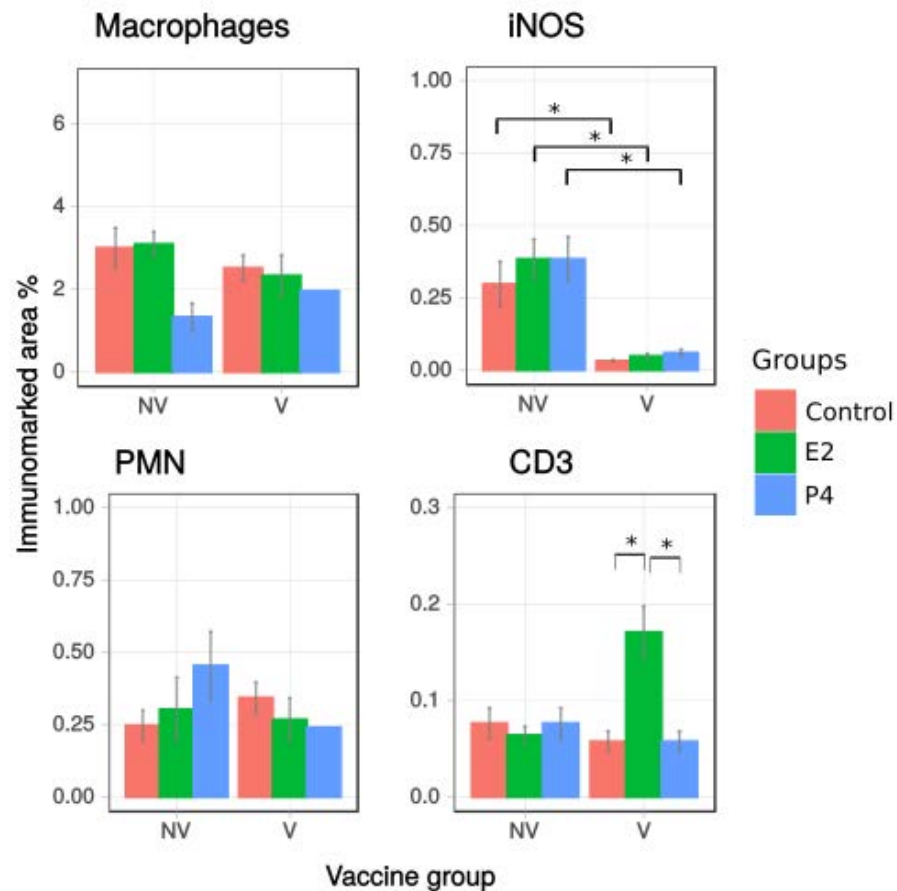 Macrophages
iNOS
Immunomarked area %
6
4
2
0
NV
V
1.00
0.75
0.50
0.25
0.00
*
*
*
NV
V
Groups
Control
E2
P4
PMN
CD3
1.00
0.75
0.50
0.25
0.00
NV
V
0.3
0.2
0.1
0.0
*
*
NV
V
Vaccine group